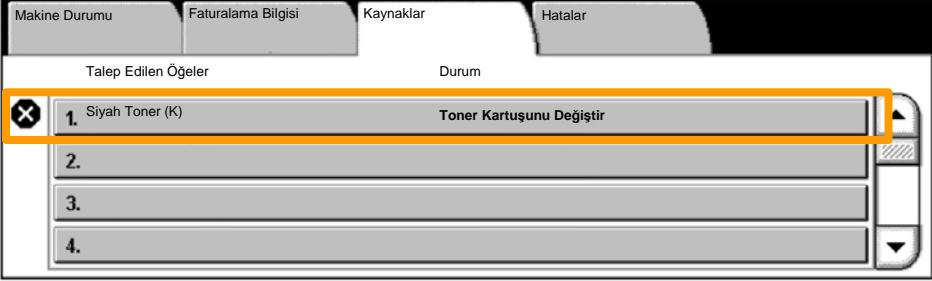 Makine Durumu Faturalama Bilgisi Kaynaklar Hatalar
Talep Edilen Öğeler Durum
1. Siyah Toner (K) Toner Kartuşunu Değiştir
2.
3.
4.